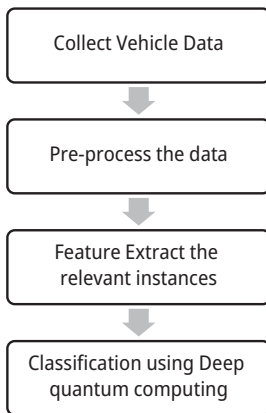 Collect Vehicle Data
Pre-process the data
Feature Extract the
relevant instances
Classification using Deep
quantum computing